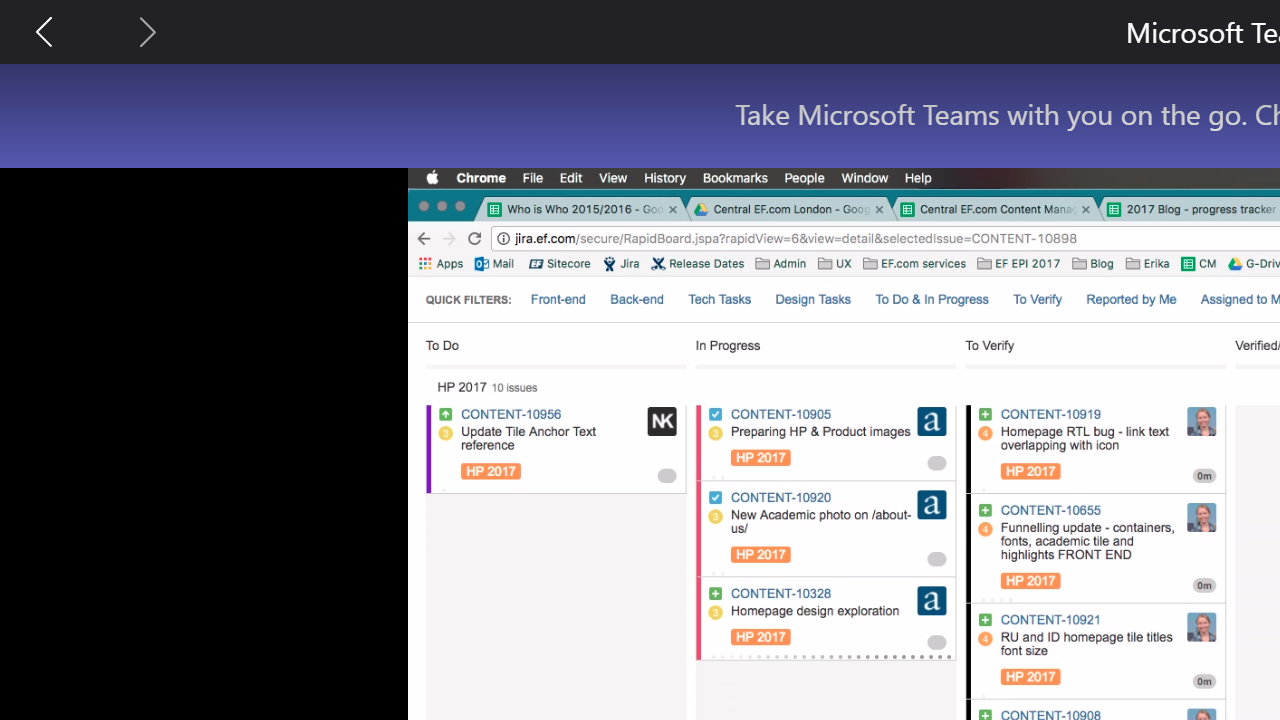 Microsoft Tea
Take Microsoft Teams with you on the go. Ch
Chrome File Edit View History Bookmarks People Window Help
Who is Who 2015/2016 - Goo × Central EF.com London - Goog × Central EF.com Content Manag × 2017 Blog - progress tracker
jira.ef.com/secure/RapidBoard.jspa?rapidView=6&view=detail&selectedIssue=CONTENT-10898
Apps Mail Sitecore Jira Release Dates Admin UX EF.com services EF EPI 2017 Blog Erika CM G-Driv
QUICK FILTERS: Front-end Back-end Tech Tasks Design Tasks To Do & In Progress To Verify Reported by Me Assigned to M
To Do In Progress To Verify Verified/
HP 2017 10 issues
CONTENT-10956
NK
3
Update Tile Anchor Text
reference
HP 2017
CONTENT-10905
a
3
Preparing HP & Product images
HP 2017
CONTENT-10920
a
3
New Academic photo on /about-
us/
HP 2017
CONTENT-10328
a
3
Homepage design exploration
HP 2017
CONTENT-10919
4
Homepage RTL bug - link text
overlapping with icon
HP 2017
0m
CONTENT-10655
4
Funnelling update - containers,
fonts, academic tile and
highlights FRONT END
HP 2017
0m
CONTENT-10921
4
RU and ID homepage tile titles
font size
HP 2017
0m
CONTENT-10908